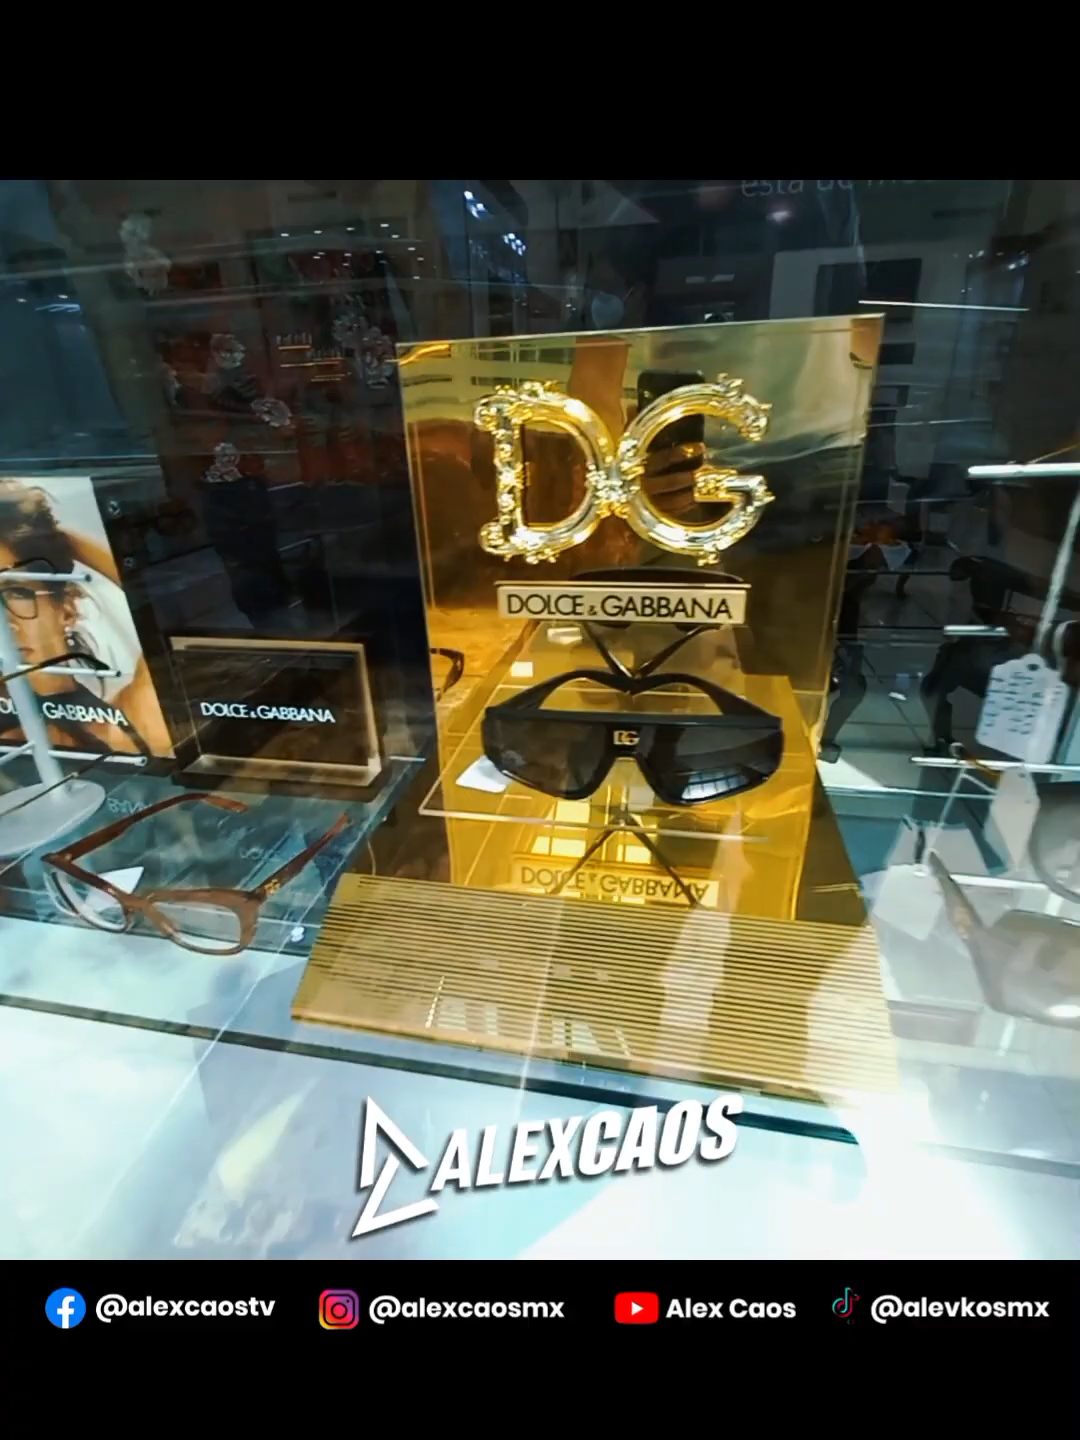 DG
DOLCE & GABBANA
GABBANA
DOLCE & GABBANA
DG
DOLCE & GABBANA
ALEXCAOS
@alexcaostv
@alexcaosmx
Alex Caos
@alevkosmx